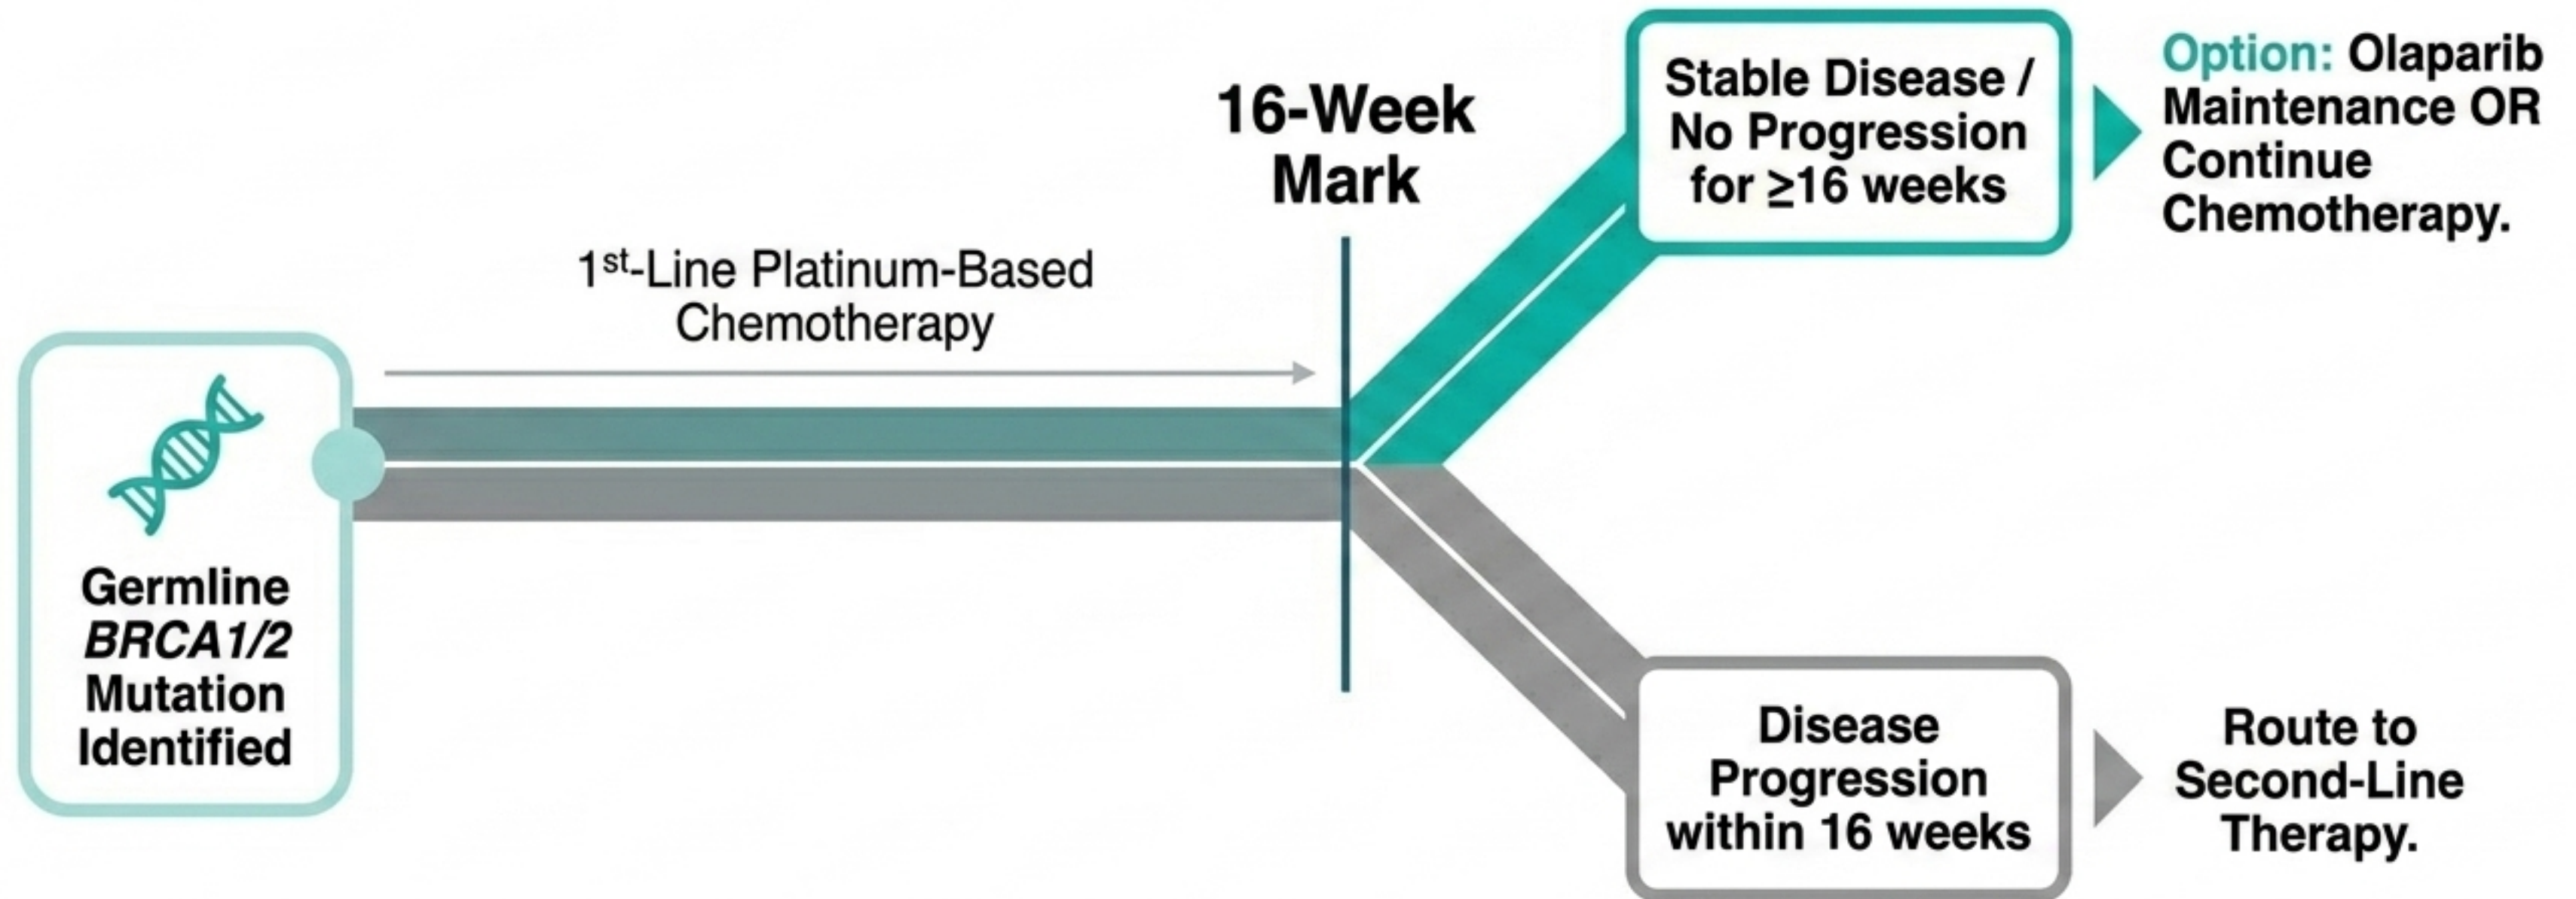 Germline
BRCA1/2
Mutation
Identified
1st-Line Platinum-Based
Chemotherapy
16-Week
Mark
Stable Disease /
No Progression
for ≥16 weeks
Option: Olaparib
Maintenance OR
Continue
Chemotherapy.
Disease
Progression
within 16 weeks
Route to
Second-Line
Therapy.